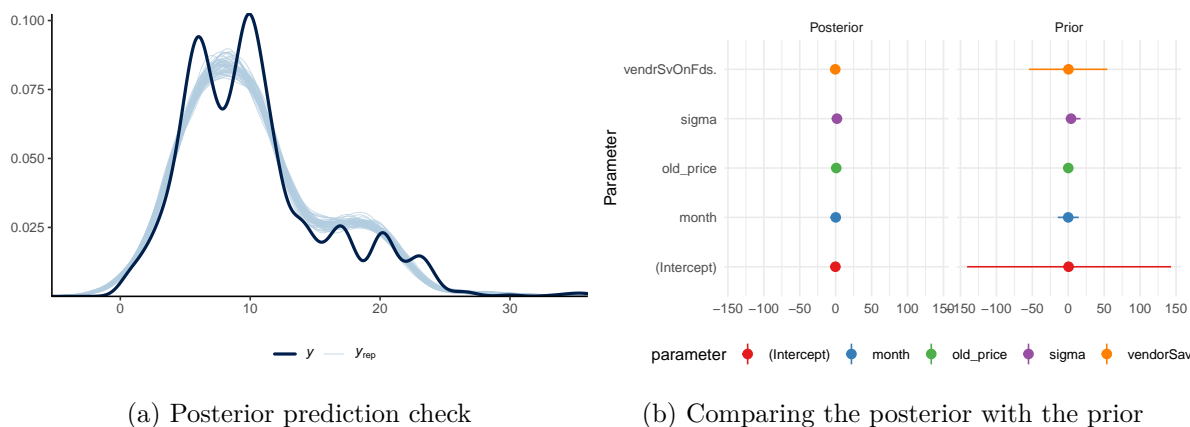 0.100
0.075
0.050
0.025
0 10 20 30
y yrep
(a) Posterior prediction check
Posterior Prior
Parameter
vendrSvOnFds.
sigma
old_price
month
(Intercept)
−150 −100 −50 0 50 100 150 −150 −100 −50 0 50 100 150
parameter (Intercept) month old_price sigma vendorSav
(b) Comparing the posterior with the prior